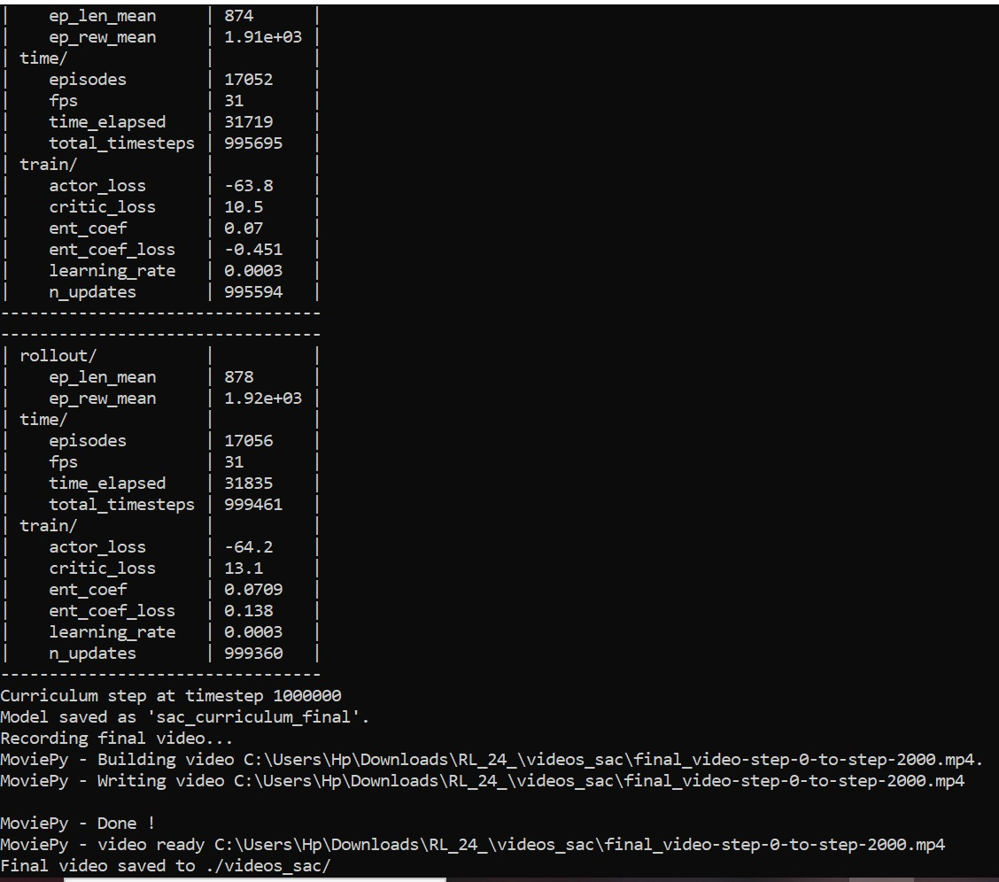 |    ep_len_mean     | 874      |
|    ep_rew_mean     | 1.91e+03 |
| time/              |          |
|    episodes        | 17052    |
|    fps             | 31       |
|    time_elapsed    | 31719    |
|    total_timesteps | 995695   |
| train/             |          |
|    actor_loss      | -63.8    |
|    critic_loss     | 10.5     |
|    ent_coef        | 0.07     |
|    ent_coef_loss   | -0.451   |
|    learning_rate   | 0.0003   |
|    n_updates       | 995594   |
---------------------------------
---------------------------------
| rollout/           |          |
|    ep_len_mean     | 878      |
|    ep_rew_mean     | 1.92e+03 |
| time/              |          |
|    episodes        | 17056    |
|    fps             | 31       |
|    time_elapsed    | 31835    |
|    total_timesteps | 999461   |
| train/             |          |
|    actor_loss      | -64.2    |
|    critic_loss     | 13.1     |
|    ent_coef        | 0.0709   |
|    ent_coef_loss   | 0.138    |
|    learning_rate   | 0.0003   |
|    n_updates       | 999360   |
---------------------------------
Curriculum step at timestep 1000000
Model saved as 'sac_curriculum_final'.
Recording final video...
MoviePy - Building video C:\Users\Hp\Downloads\RL_24_\videos_sac\final_video-step-0-to-step-2000.mp4.
MoviePy - Writing video C:\Users\Hp\Downloads\RL_24_\videos_sac\final_video-step-0-to-step-2000.mp4
MoviePy - Done !
MoviePy - video ready C:\Users\Hp\Downloads\RL_24_\videos_sac\final_video-step-0-to-step-2000.mp4
Final video saved to ./videos_sac/